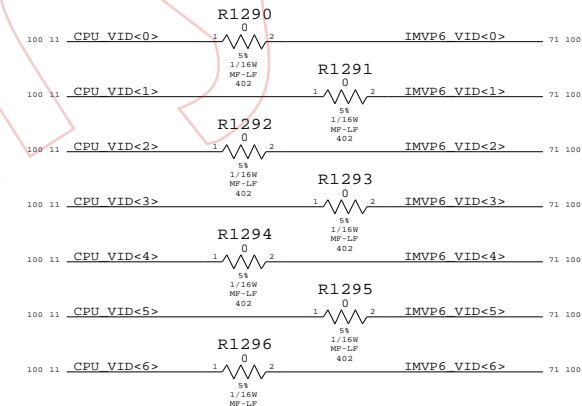 R1290
0
100 11 CPU_VID<0> 1 2 IMVP6_VID<0> 71 100
5%
1/16W
MF-LF
402
R1291
0
100 11 CPU_VID<1> 1 2 IMVP6_VID<1> 71 100
5%
1/16W
MF-LF
402
R1292
0
100 11 CPU_VID<2> 1 2 IMVP6_VID<2> 71 100
5%
1/16W
MF-LF
402
R1293
0
100 11 CPU_VID<3> 1 2 IMVP6_VID<3> 71 100
5%
1/16W
MF-LF
402
R1294
0
100 11 CPU_VID<4> 1 2 IMVP6_VID<4> 71 100
5%
1/16W
MF-LF
402
R1295
0
100 11 CPU_VID<5> 1 2 IMVP6_VID<5> 71 100
5%
1/16W
MF-LF
402
R1296
0
100 11 CPU_VID<6> 1 2 IMVP6_VID<6> 71 100
5%
1/16W
MF-LF